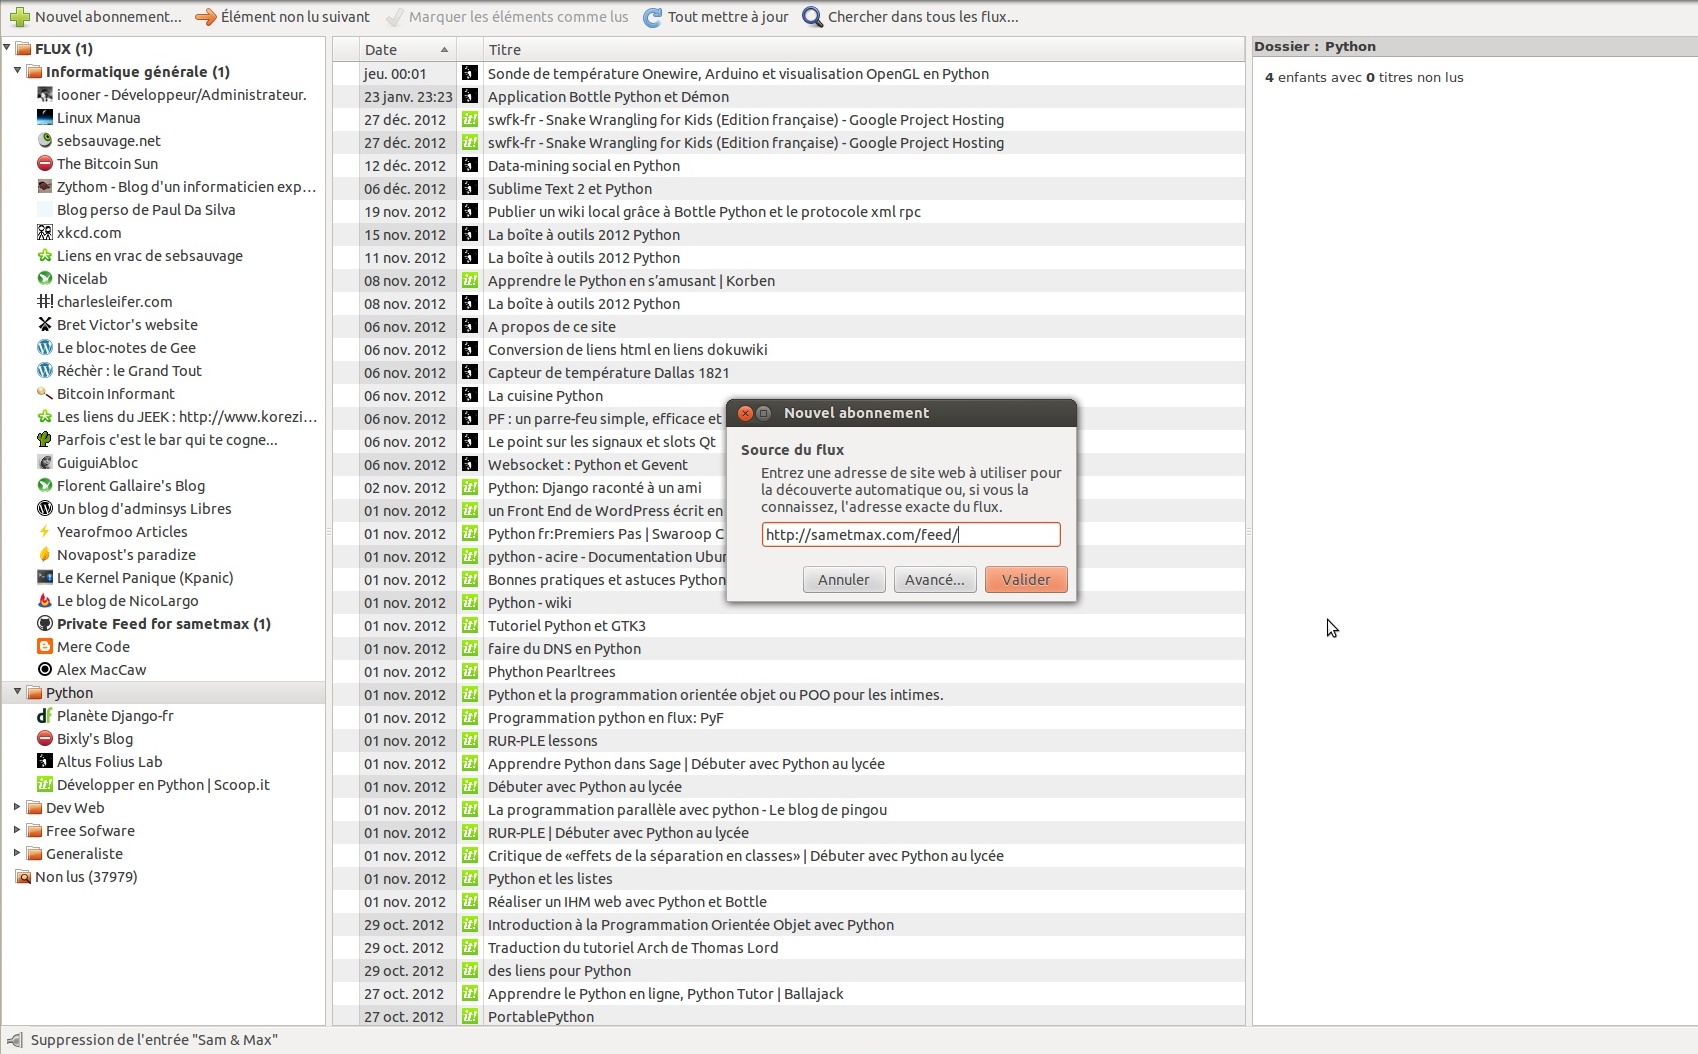 Nouvel abonnement... Élément non lu suivant Marquer les éléments comme lus Tout mettre à jour Chercher dans tous les flux...
FLUX (1)
Informatique générale (1)
iooner - Développeur/Administrateur.
Linux Manua
sebsauvage.net
The Bitcoin Sun
Zythom - Blog d'un informaticien exp...
Blog perso de Paul Da Silva
xkcd.com
Liens en vrac de sebsauvage
Nicelab
charlesleifer.com
Bret Victor's website
Le bloc-notes de Gee
Réchèr : le Grand Tout
Bitcoin Informant
Les liens du JEEK : http://www.korezi...
Parfois c'est le bar qui te cogne...
GuiguiAbloc
Florent Gallaire's Blog
Un blog d'adminsys Libres
Yearofmoo Articles
Novapost's paradize
Le Kernel Panique (Kpanic)
Le blog de NicoLargo
Private Feed for sametmax (1)
Mere Code
Alex MacCaw
Python
Planète Django-fr
Bixly's Blog
Altus Folius Lab
Développer en Python | Scoop.it
Dev Web
Free Sofware
Generaliste
Non lus (37979)
Date Titre
jeu. 00:01 Sonde de température Onewire, Arduino et visualisation OpenGL en Python
23 janv. 23:23 Application Bottle Python et Démon
27 déc. 2012 swfk-fr - Snake Wrangling for Kids (Edition française) - Google Project Hosting
27 déc. 2012 swfk-fr - Snake Wrangling for Kids (Edition française) - Google Project Hosting
12 déc. 2012 Data-mining social en Python
06 déc. 2012 Sublime Text 2 et Python
19 nov. 2012 Publier un wiki local grâce à Bottle Python et le protocole xml rpc
15 nov. 2012 La boîte à outils 2012 Python
11 nov. 2012 La boîte à outils 2012 Python
08 nov. 2012 Apprendre le Python en s'amusant | Korben
08 nov. 2012 La boîte à outils 2012 Python
06 nov. 2012 A propos de ce site
06 nov. 2012 Conversion de liens html en liens dokuwiki
06 nov. 2012 Capteur de température Dallas 1821
06 nov. 2012 La cuisine Python
06 nov. 2012 PF : un parre-feu simple, efficace et
06 nov. 2012 Le point sur les signaux et slots Qt
06 nov. 2012 Websocket : Python et Gevent
02 nov. 2012 Python: Django raconté à un ami
01 nov. 2012 un Front End de WordPress écrit en
01 nov. 2012 Python fr:Premiers Pas | Swaroop C
01 nov. 2012 python - acire - Documentation Ubu
01 nov. 2012 Bonnes pratiques et astuces Python
01 nov. 2012 Python - wiki
01 nov. 2012 Tutoriel Python et GTK3
01 nov. 2012 faire du DNS en Python
01 nov. 2012 Phython Pearltrees
01 nov. 2012 Python et la programmation orientée objet ou POO pour les intimes.
01 nov. 2012 Programmation python en flux: PyF
01 nov. 2012 RUR-PLE lessons
01 nov. 2012 Apprendre Python dans Sage | Débuter avec Python au lycée
01 nov. 2012 Débuter avec Python au lycée
01 nov. 2012 La programmation parallèle avec python - Le blog de pingou
01 nov. 2012 RUR-PLE | Débuter avec Python au lycée
01 nov. 2012 Critique de «effets de la séparation en classes» | Débuter avec Python au lycée
01 nov. 2012 Python et les listes
01 nov. 2012 Réaliser un IHM web avec Python et Bottle
29 oct. 2012 Introduction à la Programmation Orientée Objet avec Python
29 oct. 2012 Traduction du tutoriel Arch de Thomas Lord
29 oct. 2012 des liens pour Python
27 oct. 2012 Apprendre le Python en ligne, Python Tutor | Ballajack
27 oct. 2012 PortablePython
Nouvel abonnement
Source du flux
Entrez une adresse de site web à utiliser pour
la découverte automatique ou, si vous la
connaissez, l'adresse exacte du flux.
http://sametmax.com/feed/
Annuler Avancé... Valider
Dossier : Python
4 enfants avec 0 titres non lus
Suppression de l'entrée "Sam & Max"